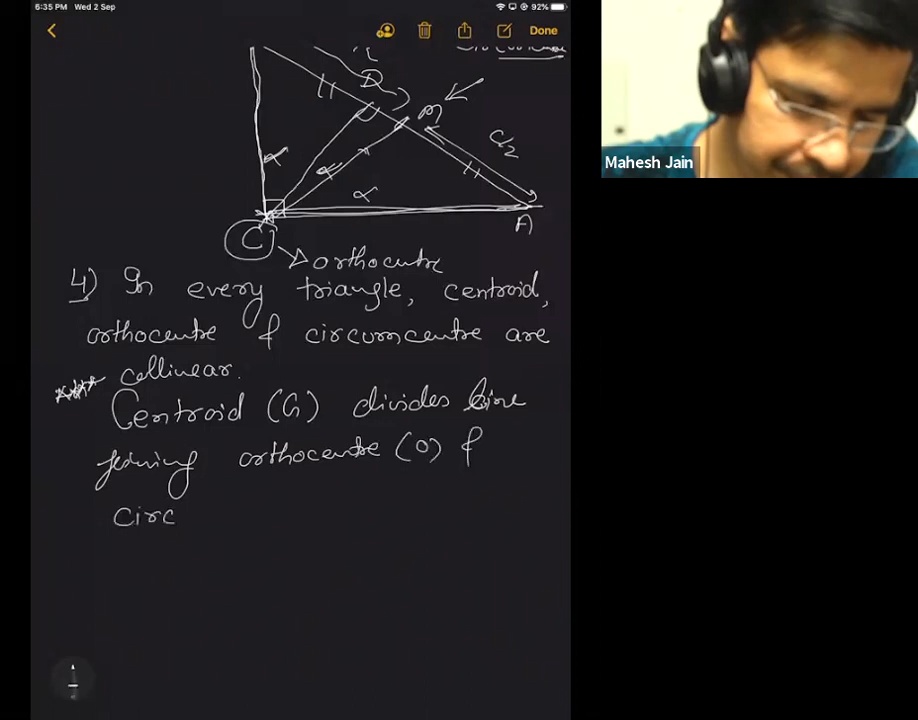 6:35 PM Wed 2 Sep
92%
Done
D
M
C/2
α
α
A
C
orthocentre
4) In every triangle, centroid,
orthocentre & circumcentre are
collinear.
Centroid (G) divides line
joining orthocentre (O) &
circ
Mahesh Jain